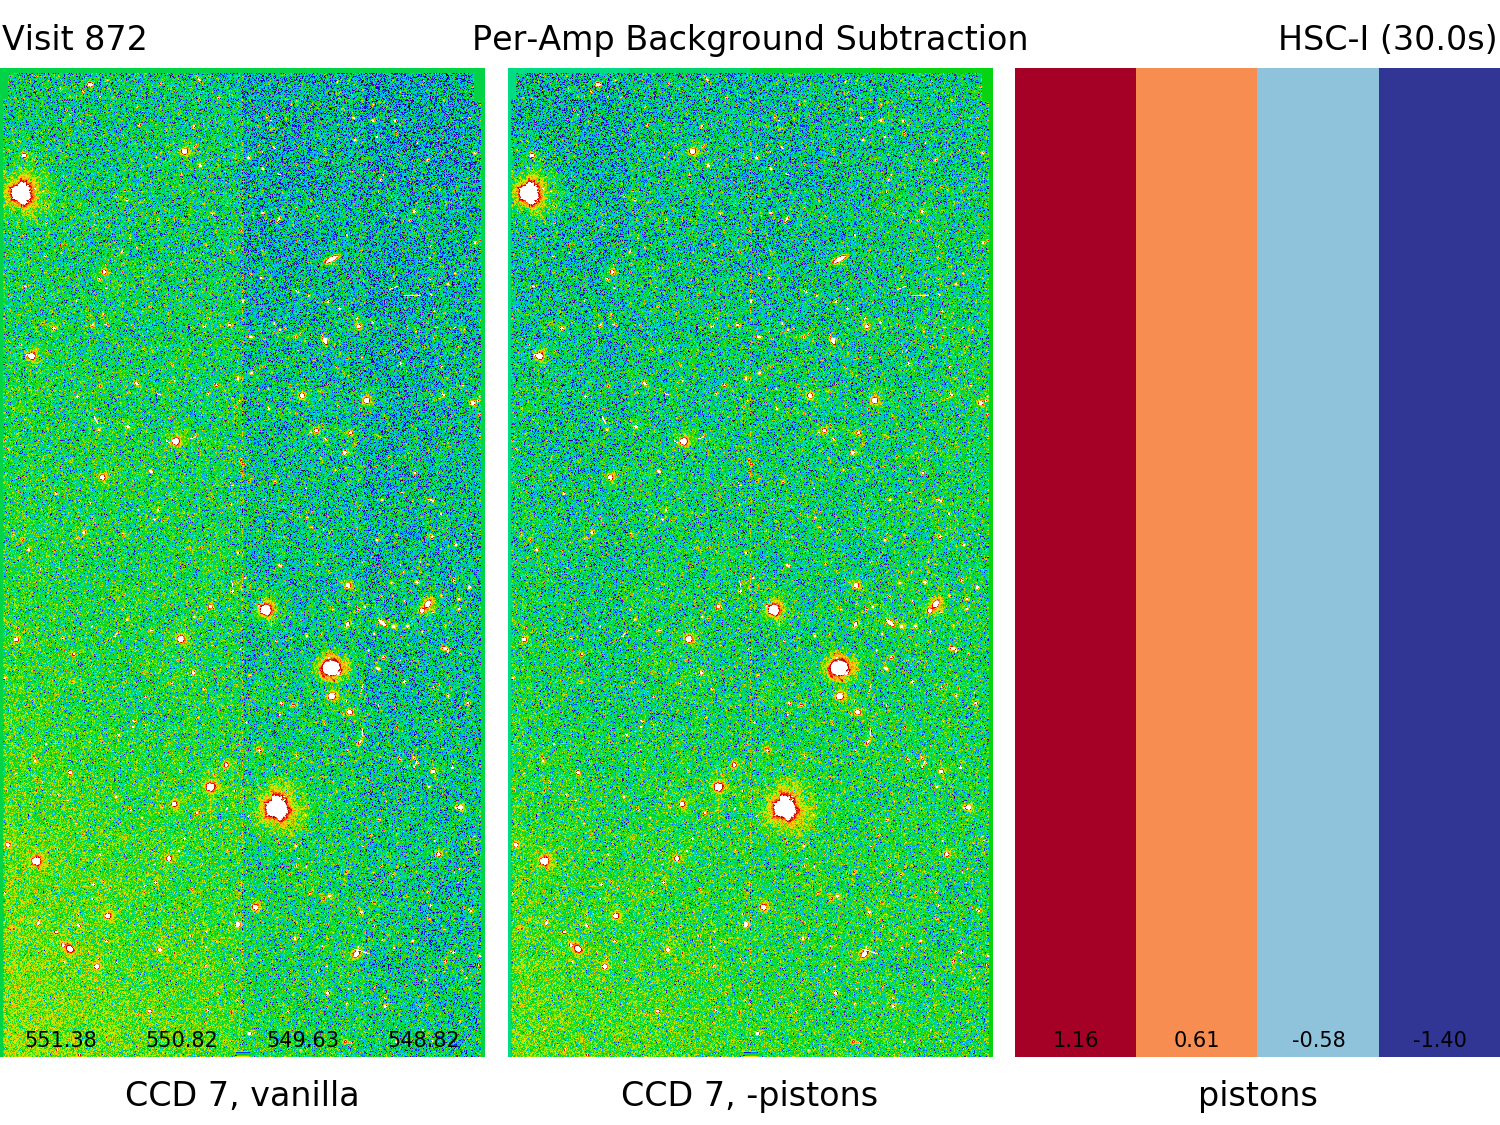 Visit 872 Per-Amp Background Subtraction HSC-I (30.0s)
551.38 550.82 549.63 548.82 1.16 0.61 -0.58 -1.40
CCD 7, vanilla CCD 7, -pistons pistons